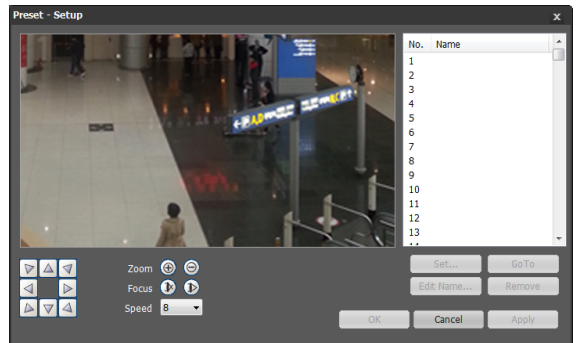 Preset - Setup
x
No. Name
1
2
3
4
5
6
7
8
9
10
11
12
13
A,D
Zoom
Focus
Speed 8
Set... GoTo
Edit Name... Remove
OK Cancel Apply